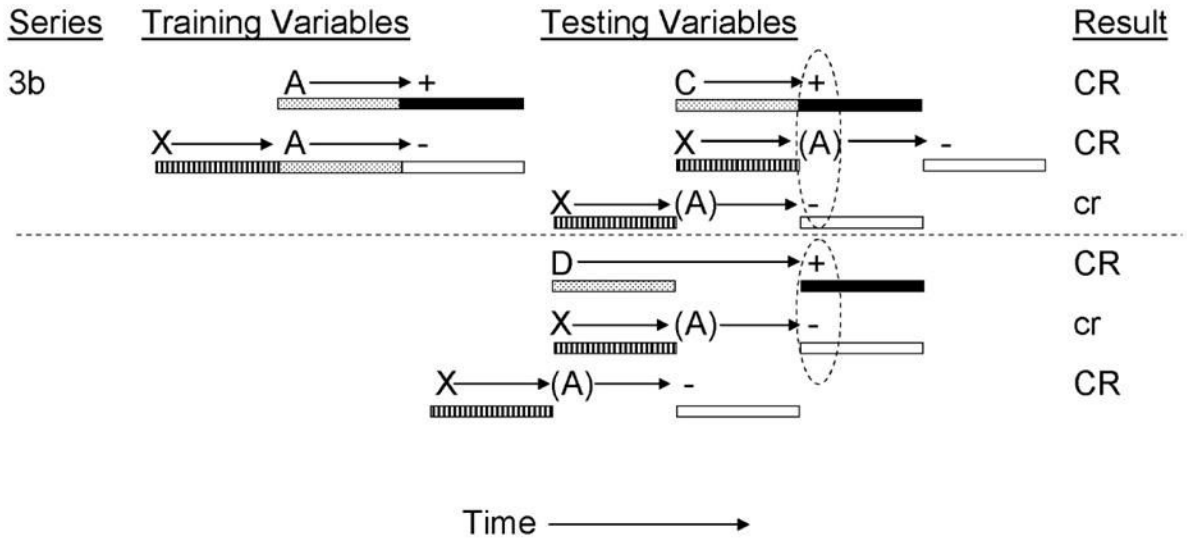 Series Training Variables Testing Variables Result
3b A + C + CR
X A - X (A) - CR
X (A) - cr
D + CR
X (A) - cr
X (A) - CR
Time